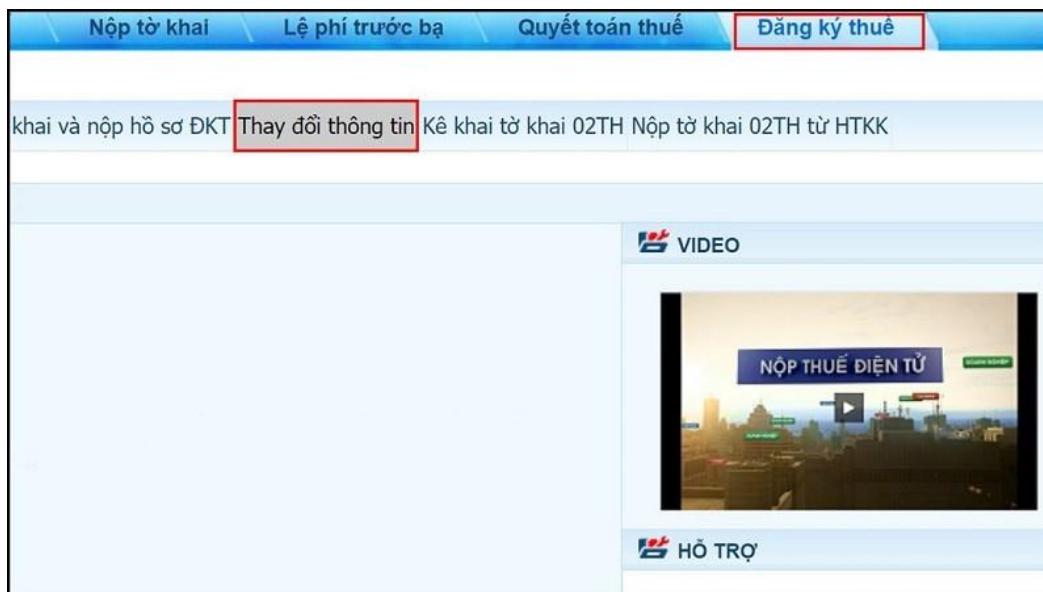 Nộp tờ khai Lệ phí trước bạ Quyết toán thuế Đăng ký thuế
khai và nộp hồ sơ ĐKT Thay đổi thông tin Kê khai tờ khai 02TH Nộp tờ khai 02TH từ HTKK
VIDEO
NỘP THUẾ ĐIỆN TỬ
HỖ TRỢ